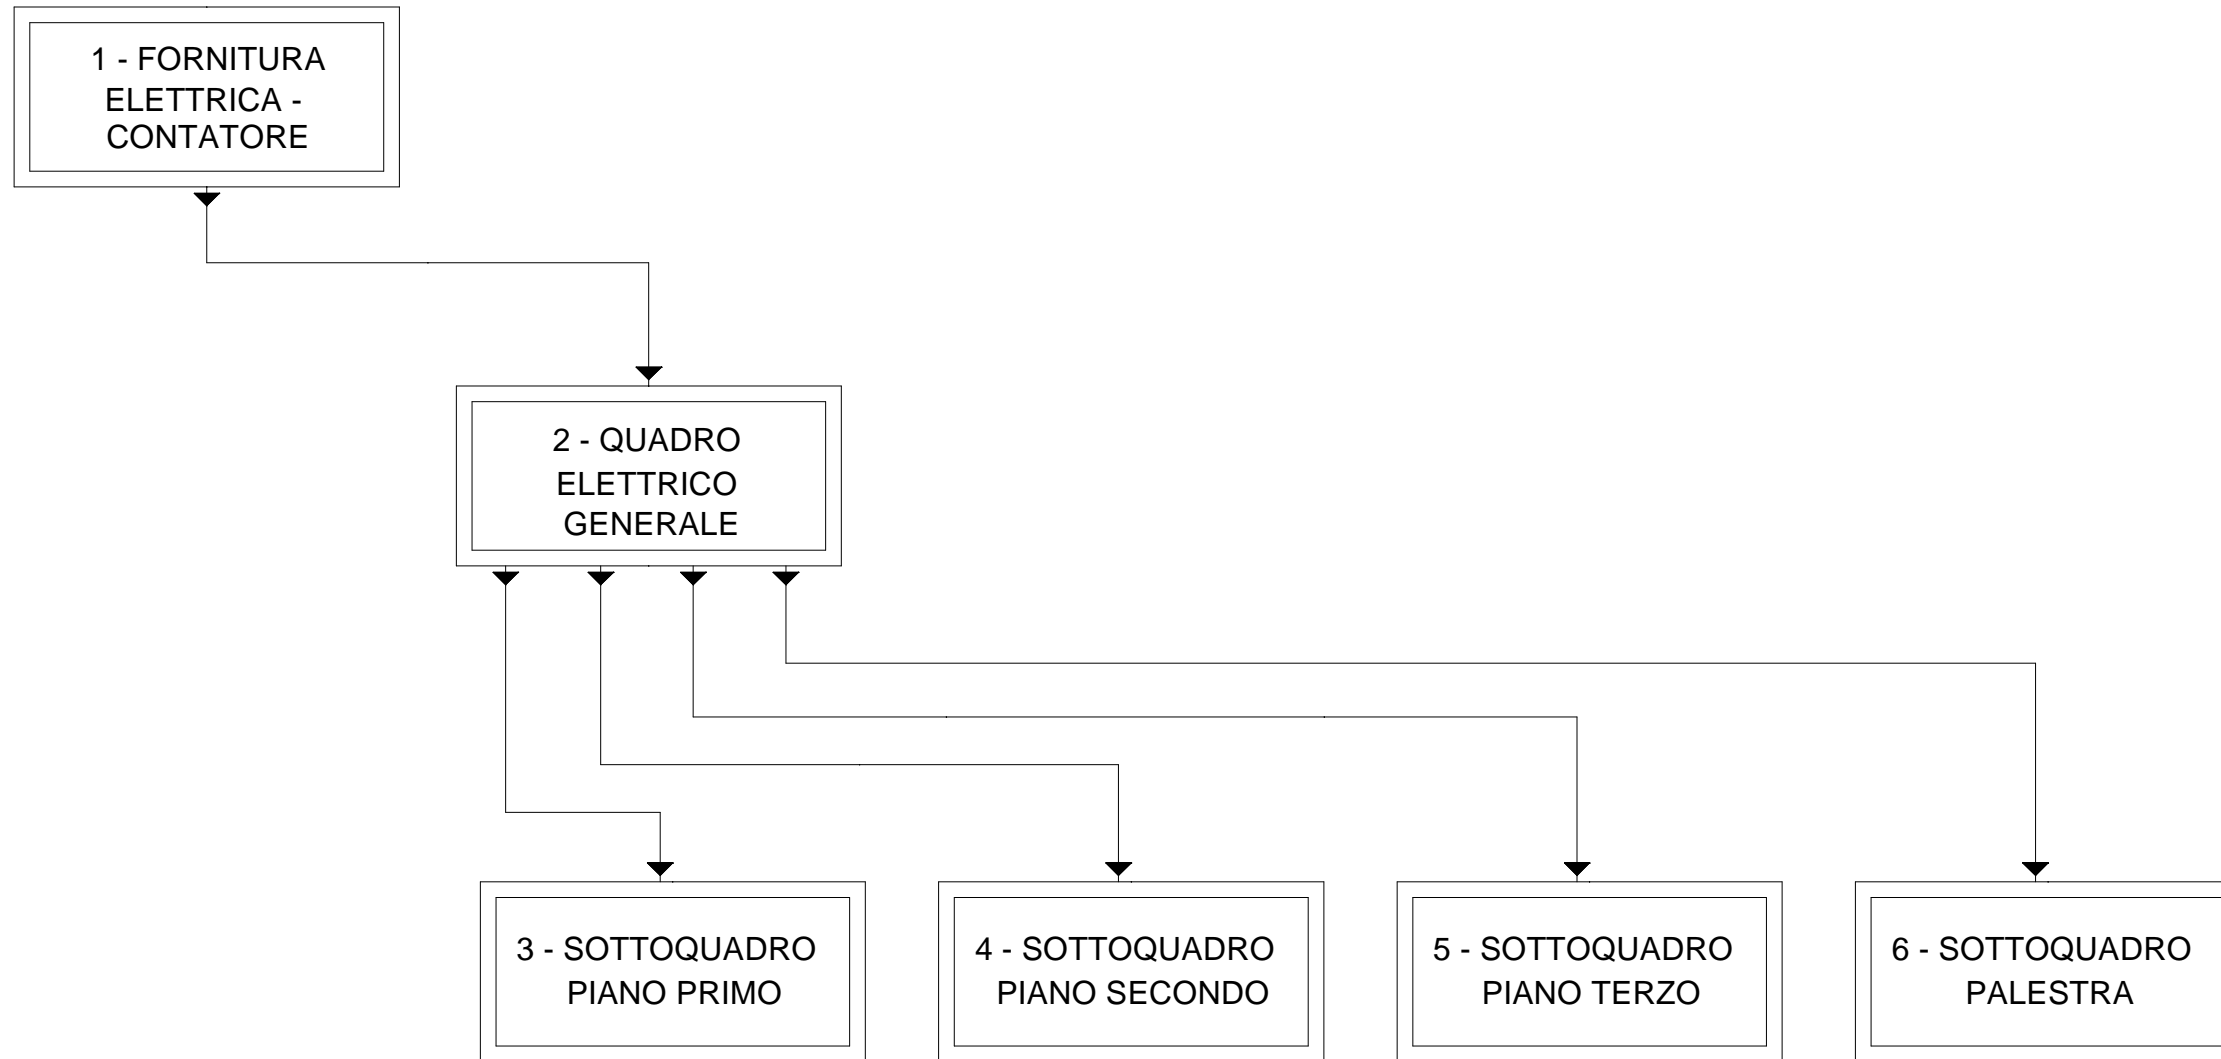 1 - FORNITURA
ELETTRICA -
CONTATORE
2 - QUADRO
ELETTRICO
GENERALE
3 - SOTTOQUADRO
PIANO PRIMO
4 - SOTTOQUADRO
PIANO SECONDO
5 - SOTTOQUADRO
PIANO TERZO
6 - SOTTOQUADRO
PALESTRA